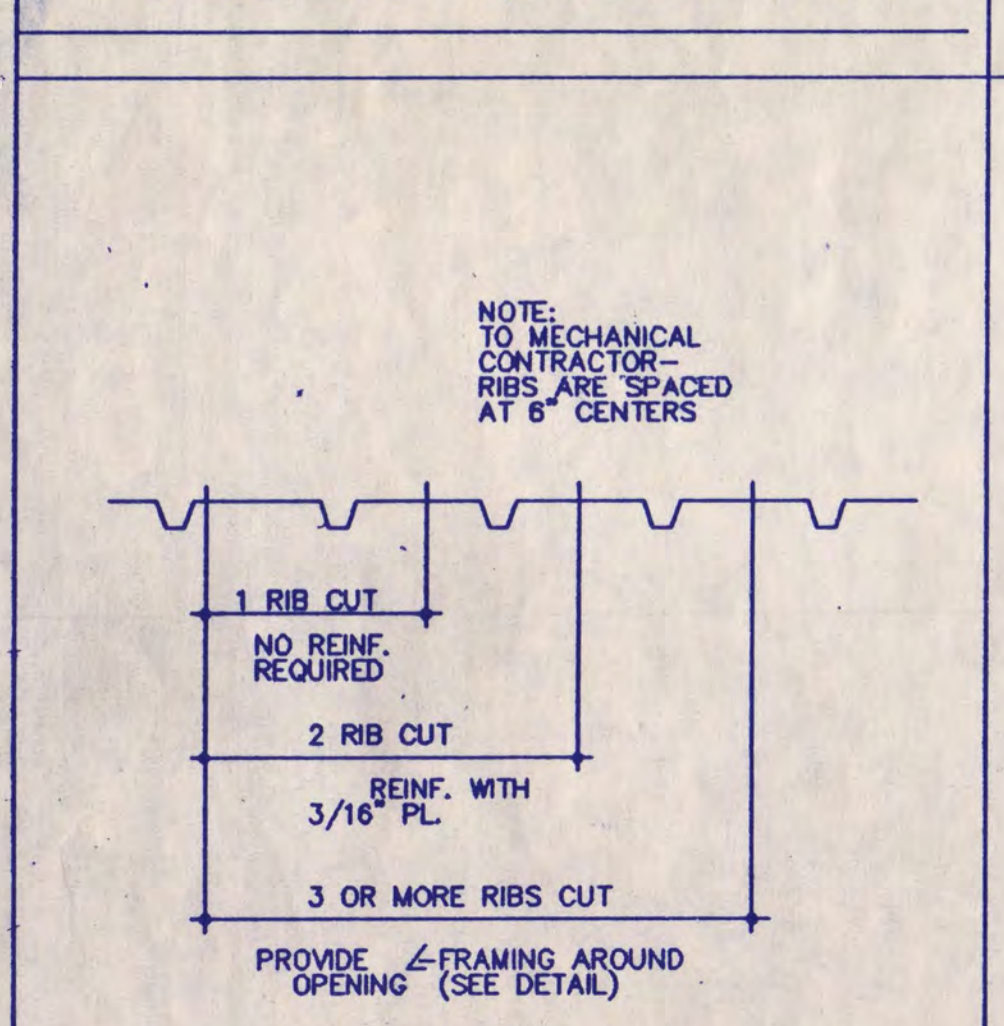 NOTE:
TO MECHANICAL
CONTRACTOR-
RIBS ARE SPACED
AT 6" CENTERS
1 RIB CUT
NO REINF.
REQUIRED
2 RIB CUT
REINF. WITH
3/16" PL.
3 OR MORE RIBS CUT
PROVIDE ∠FRAMING AROUND
OPENING (SEE DETAIL)